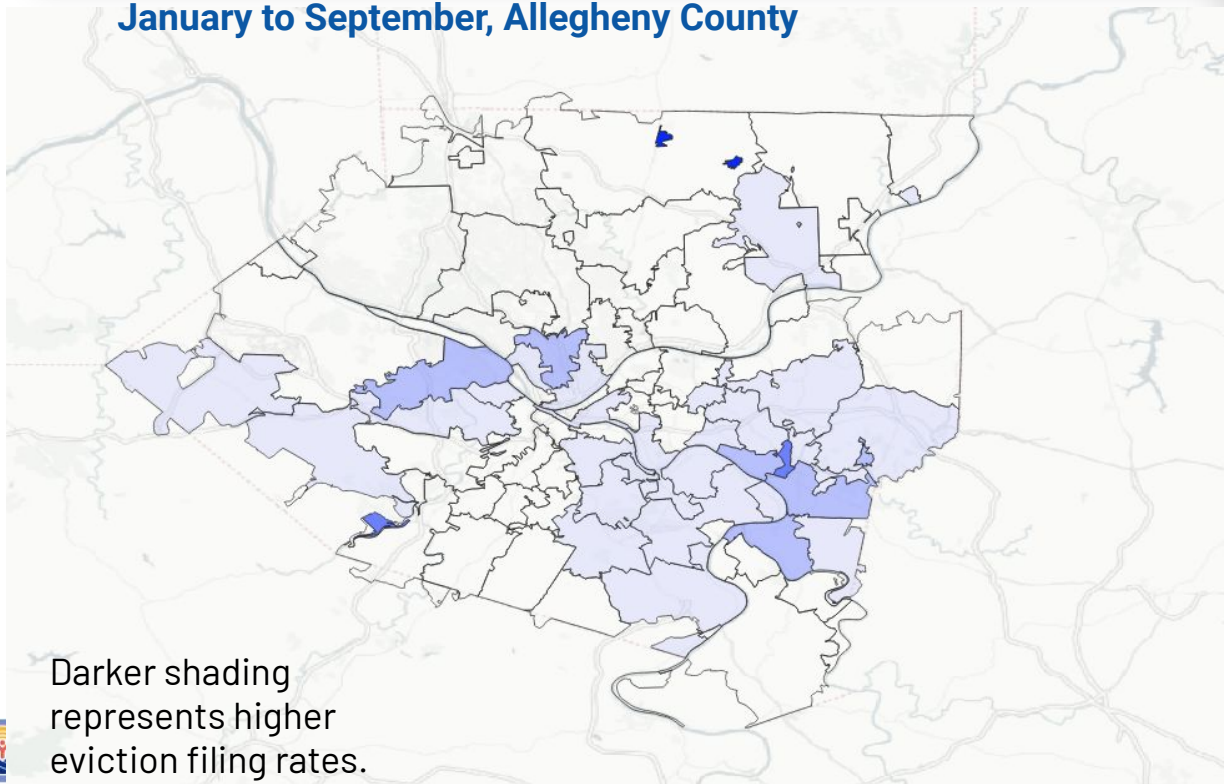 January to September, Allegheny County
Darker shading
represents higher
eviction filing rates.